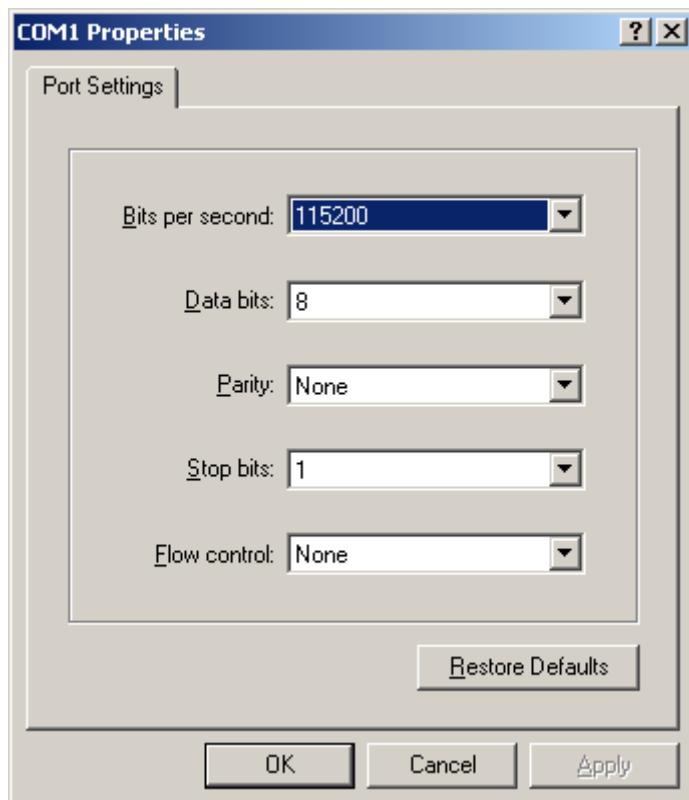 COM1 Properties
Port Settings
Bits per second: 115200
Data bits: 8
Parity: None
Stop bits: 1
Flow control: None
Restore Defaults
OK Cancel Apply